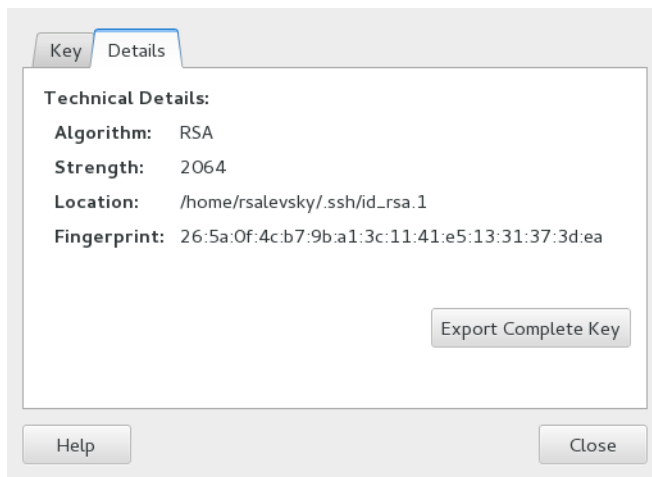 Key Details
Technical Details:
Algorithm: RSA
Strength: 2064
Location: /home/rsalevsky/.ssh/id_rsa.1
Fingerprint: 26:5a:0f:4c:b7:9b:a1:3c:11:41:e5:13:31:37:3d:ea
Export Complete Key
Help Close